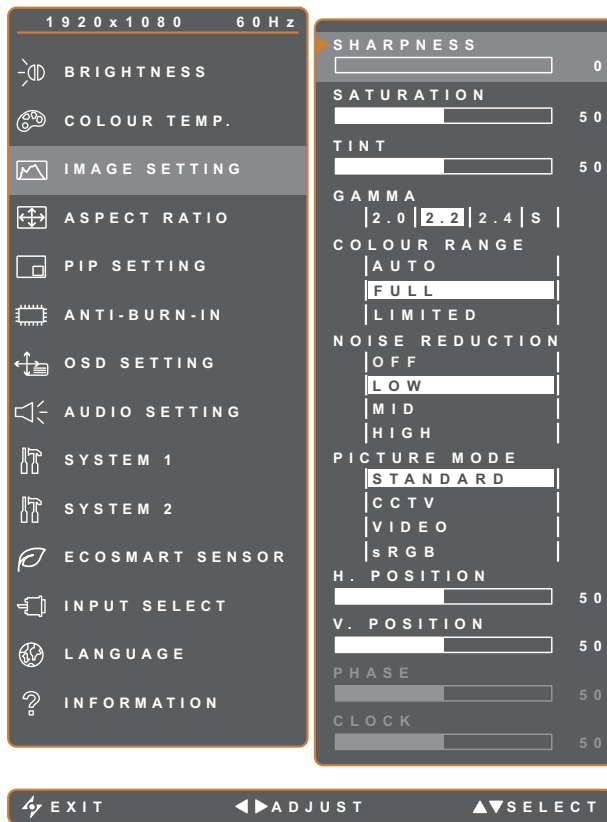 1920x1080 60Hz
BRIGHTNESS
COLOUR TEMP.
IMAGE SETTING
ASPECT RATIO
PIP SETTING
ANTI-BURN-IN
OSD SETTING
AUDIO SETTING
SYSTEM 1
SYSTEM 2
ECOSMART SENSOR
INPUT SELECT
LANGUAGE
INFORMATION
SHARPNESS
0
SATURATION
50
TINT
50
GAMMA
2.0 2.2 2.4 S
COLOUR RANGE
AUTO
FULL
LIMITED
NOISE REDUCTION
OFF
LOW
MID
HIGH
PICTURE MODE
STANDARD
CCTV
VIDEO
sRGB
H. POSITION
50
V. POSITION
50
PHASE
50
CLOCK
50
EXIT ADJUST SELECT